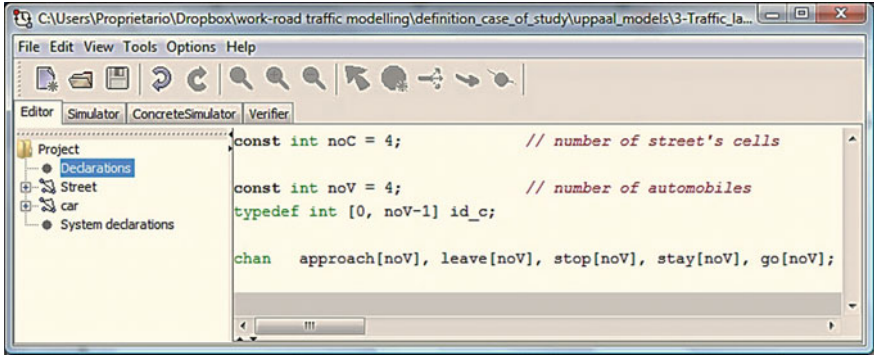 C:\Users\Proprietario\Dropbox\work-road traffic modelling\definition_case_of_study\uppaal_models\3-Traffic_la...
File Edit View Tools Options Help
Editor Simulator ConcreteSimulator Verifier
Project
Declarations
Street
car
System declarations
const int noC = 4; // number of street's cells
const int noV = 4; // number of automobiles
typedef int [0, noV-1] id_c;
chan approach[noV], leave[noV], stop[noV], stay[noV], go[noV];